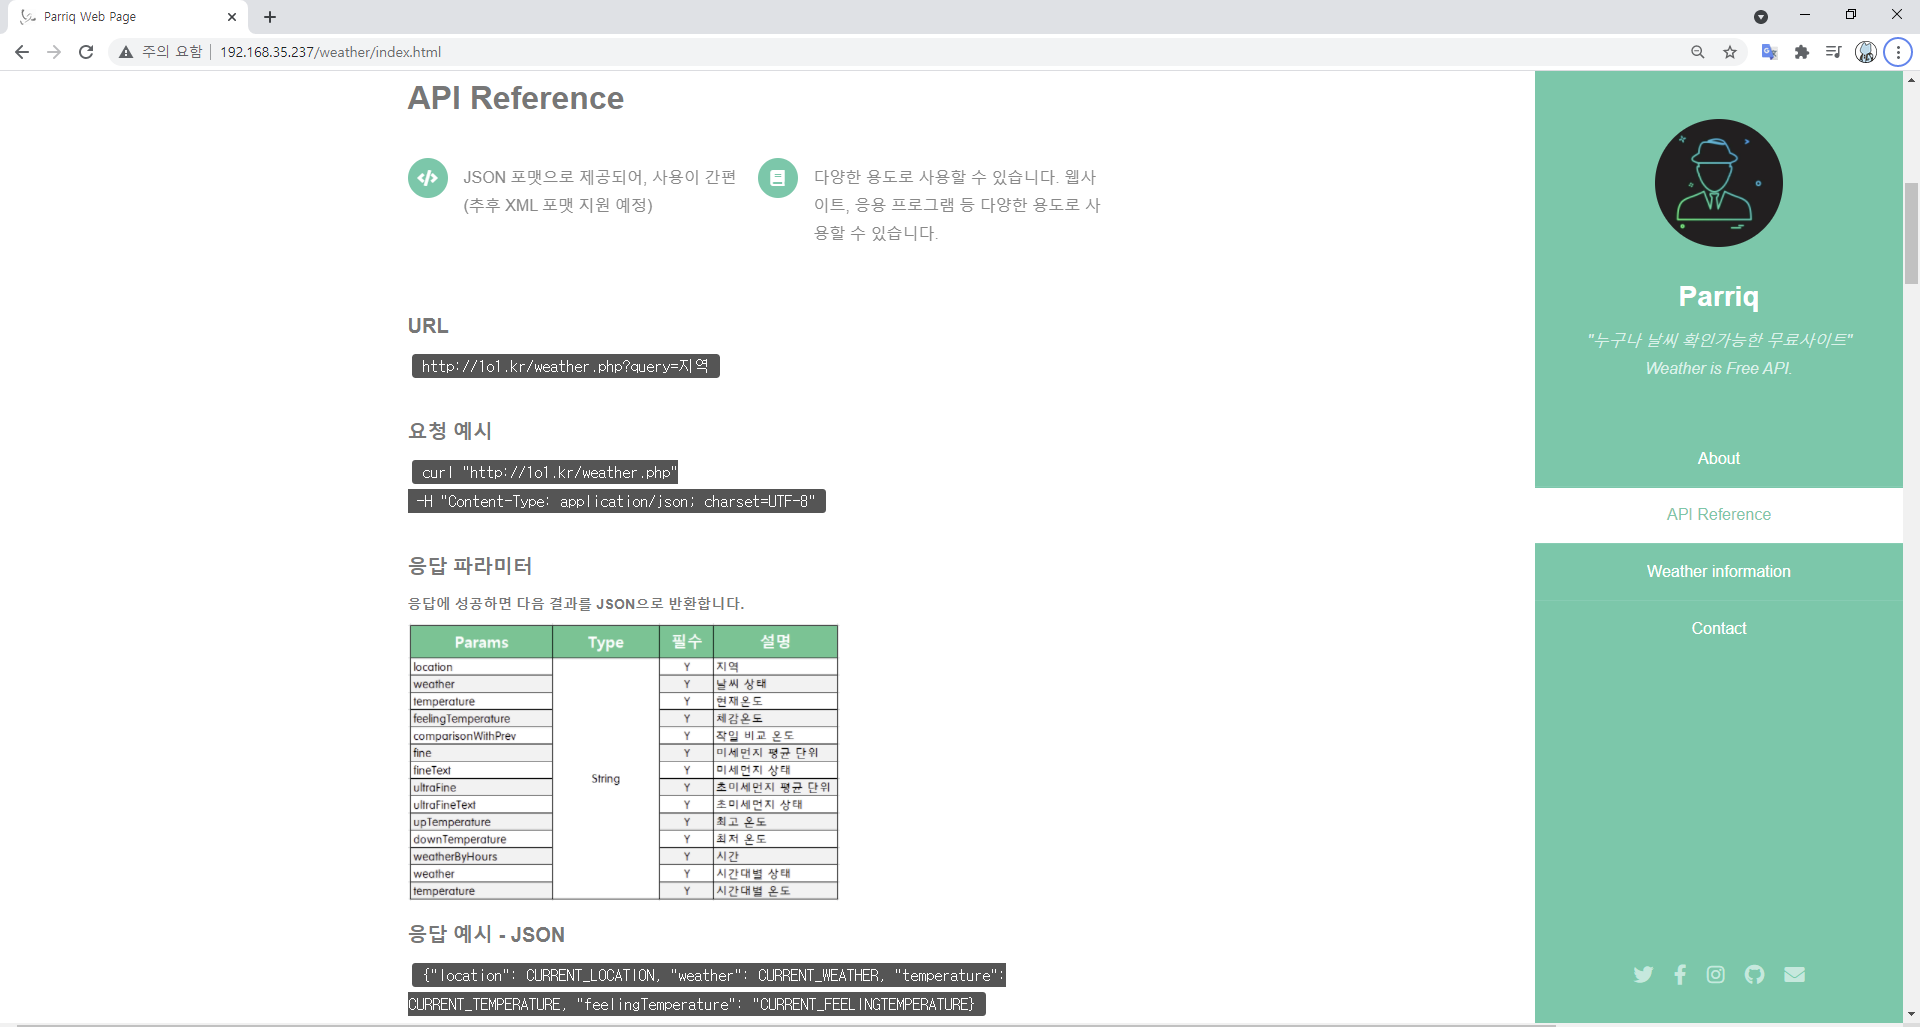 Parriq Web Page
주의 요함 192.168.35.237/weather/index.html
API Reference
JSON 포맷으로 제공되어, 사용이 간편
(추후 XML 포맷 지원 예정)
다양한 용도로 사용할 수 있습니다. 웹사
이트, 응용 프로그램 등 다양한 용도로 사
용할 수 있습니다.
URL
http://1o1.kr/weather.php?query=지역
요청 예시
curl "http://1o1.kr/weather.php"
-H "Content-Type: application/json; charset=UTF-8"
응답 파라미터
응답에 성공하면 다음 결과를 JSON으로 반환합니다.
Params Type 필수 설명
location Y 지역
weather Y 날씨 상태
temperature Y 현재온도
feelingTemperature Y 체감온도
comparisonWithPrev Y 작일 비교 온도
fine Y 미세먼지 평균 단위
fineText Y 미세먼지 상태
String
ultraFine Y 초미세먼지 평균 단위
ultraFineText Y 초미세먼지 상태
upTemperature Y 최고 온도
downTemperature Y 최저 온도
weatherByHours Y 시간
weather Y 시간대별 상태
temperature Y 시간대별 온도
응답 예시 - JSON
{"location": CURRENT_LOCATION, "weather": CURRENT_WEATHER, "temperature":
CURRENT_TEMPERATURE, "feelingTemperature": "CURRENT_FEELINGTEMPERATURE}
Parriq
"누구나 날씨 확인가능한 무료사이트"
Weather is Free API.
About
API Reference
Weather information
Contact